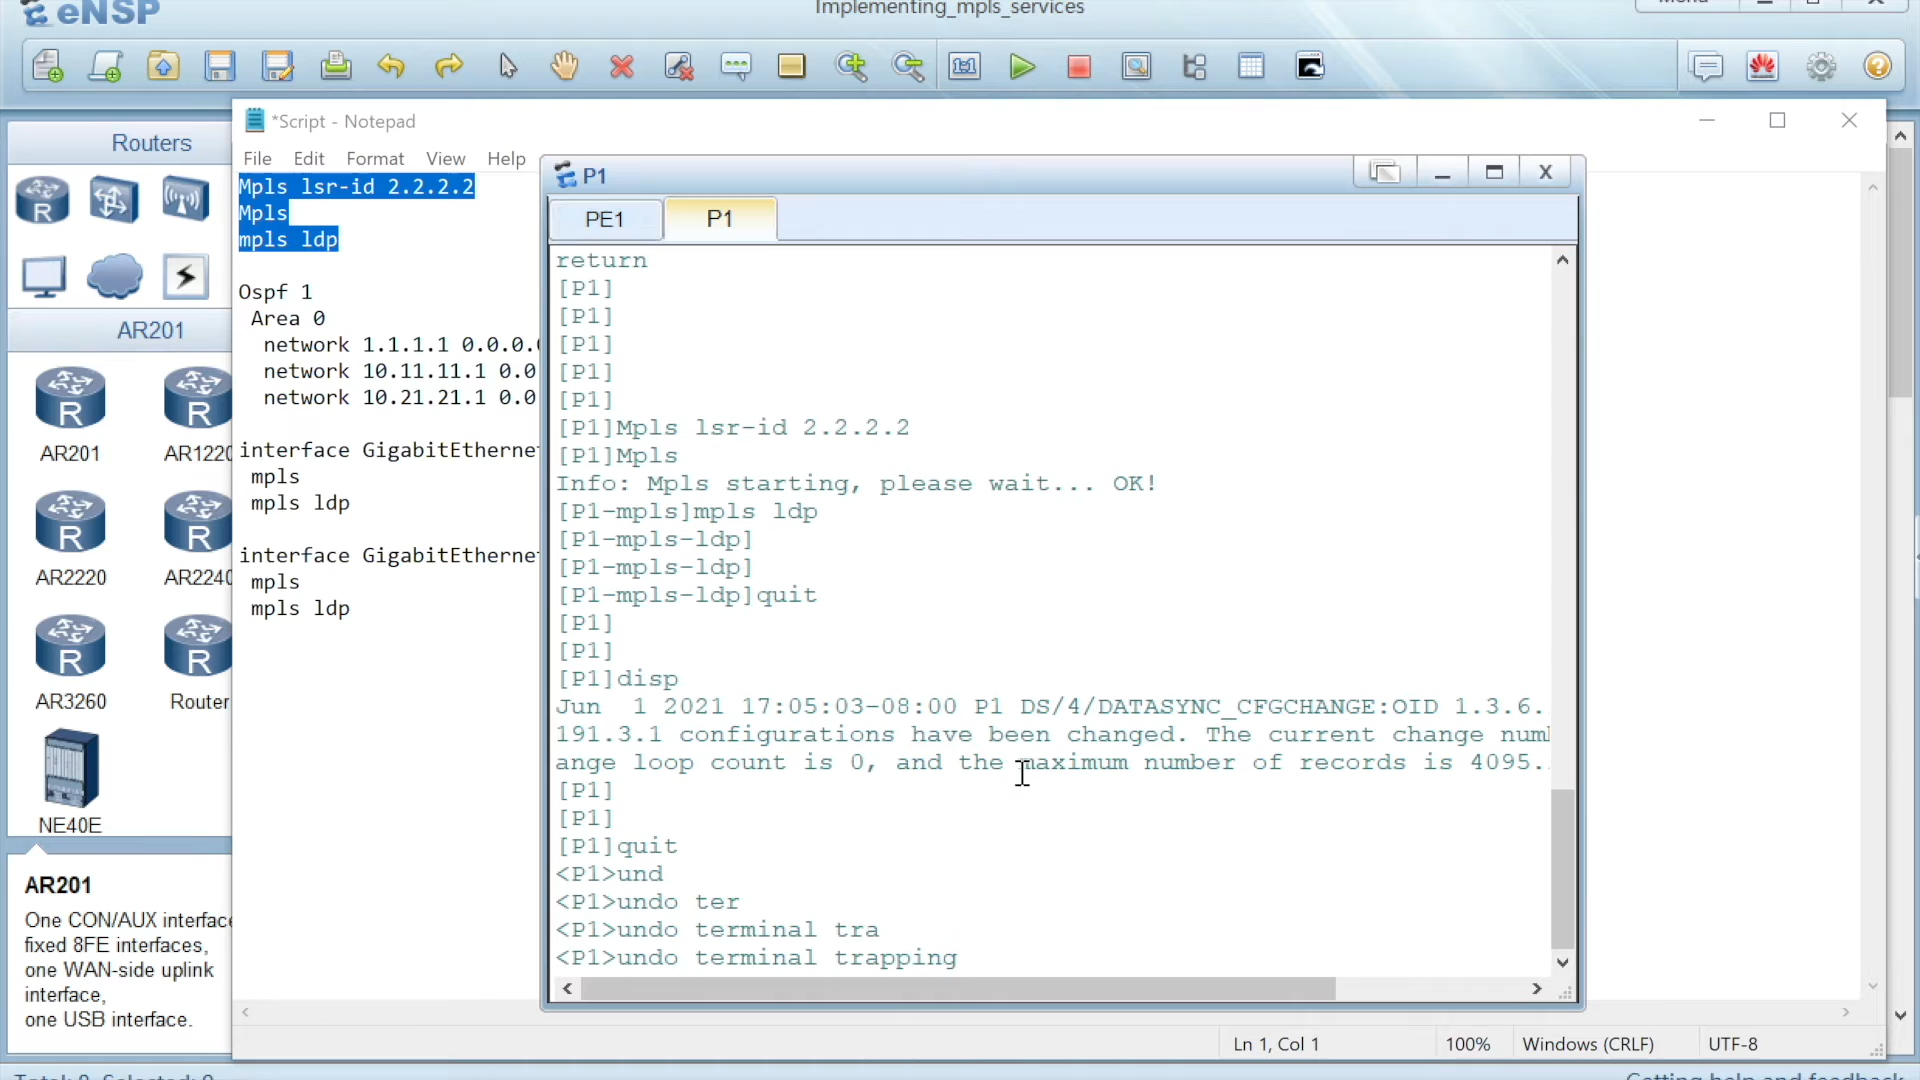 eNSP
Implementing_mpls_services
Menu
Routers
AR201
AR201
AR1220
AR2220
AR2240
AR3260
Router
NE40E
AR201
One CON/AUX interface
fixed 8FE interfaces,
one WAN-side uplink
interface,
one USB interface.
*Script - Notepad
File Edit Format View Help
Mpls lsr-id 2.2.2.2
Mpls
mpls ldp
Ospf 1
Area 0
network 1.1.1.1 0.0.0.
network 10.11.11.1 0.0
network 10.21.21.1 0.0
interface GigabitEthernet
mpls
mpls ldp
interface GigabitEthernet
mpls
mpls ldp
P1
PE1 P1
return
[P1]
[P1]
[P1]
[P1]
[P1]
[P1]Mpls lsr-id 2.2.2.2
[P1]Mpls
Info: Mpls starting, please wait... OK!
[P1-mpls]mpls ldp
[P1-mpls-ldp]
[P1-mpls-ldp]
[P1-mpls-ldp]quit
[P1]
[P1]
[P1]disp
Jun  1 2021 17:05:03-08:00 P1 DS/4/DATASYNC_CFGCHANGE:OID 1.3.6.
191.3.1 configurations have been changed. The current change num
ange loop count is 0, and the maximum number of records is 4095.
[P1]
[P1]
[P1]quit
<P1>und
<P1>undo ter
<P1>undo terminal tra
<P1>undo terminal trapping
Ln 1, Col 1 100% Windows (CRLF) UTF-8
Getting help and feedback